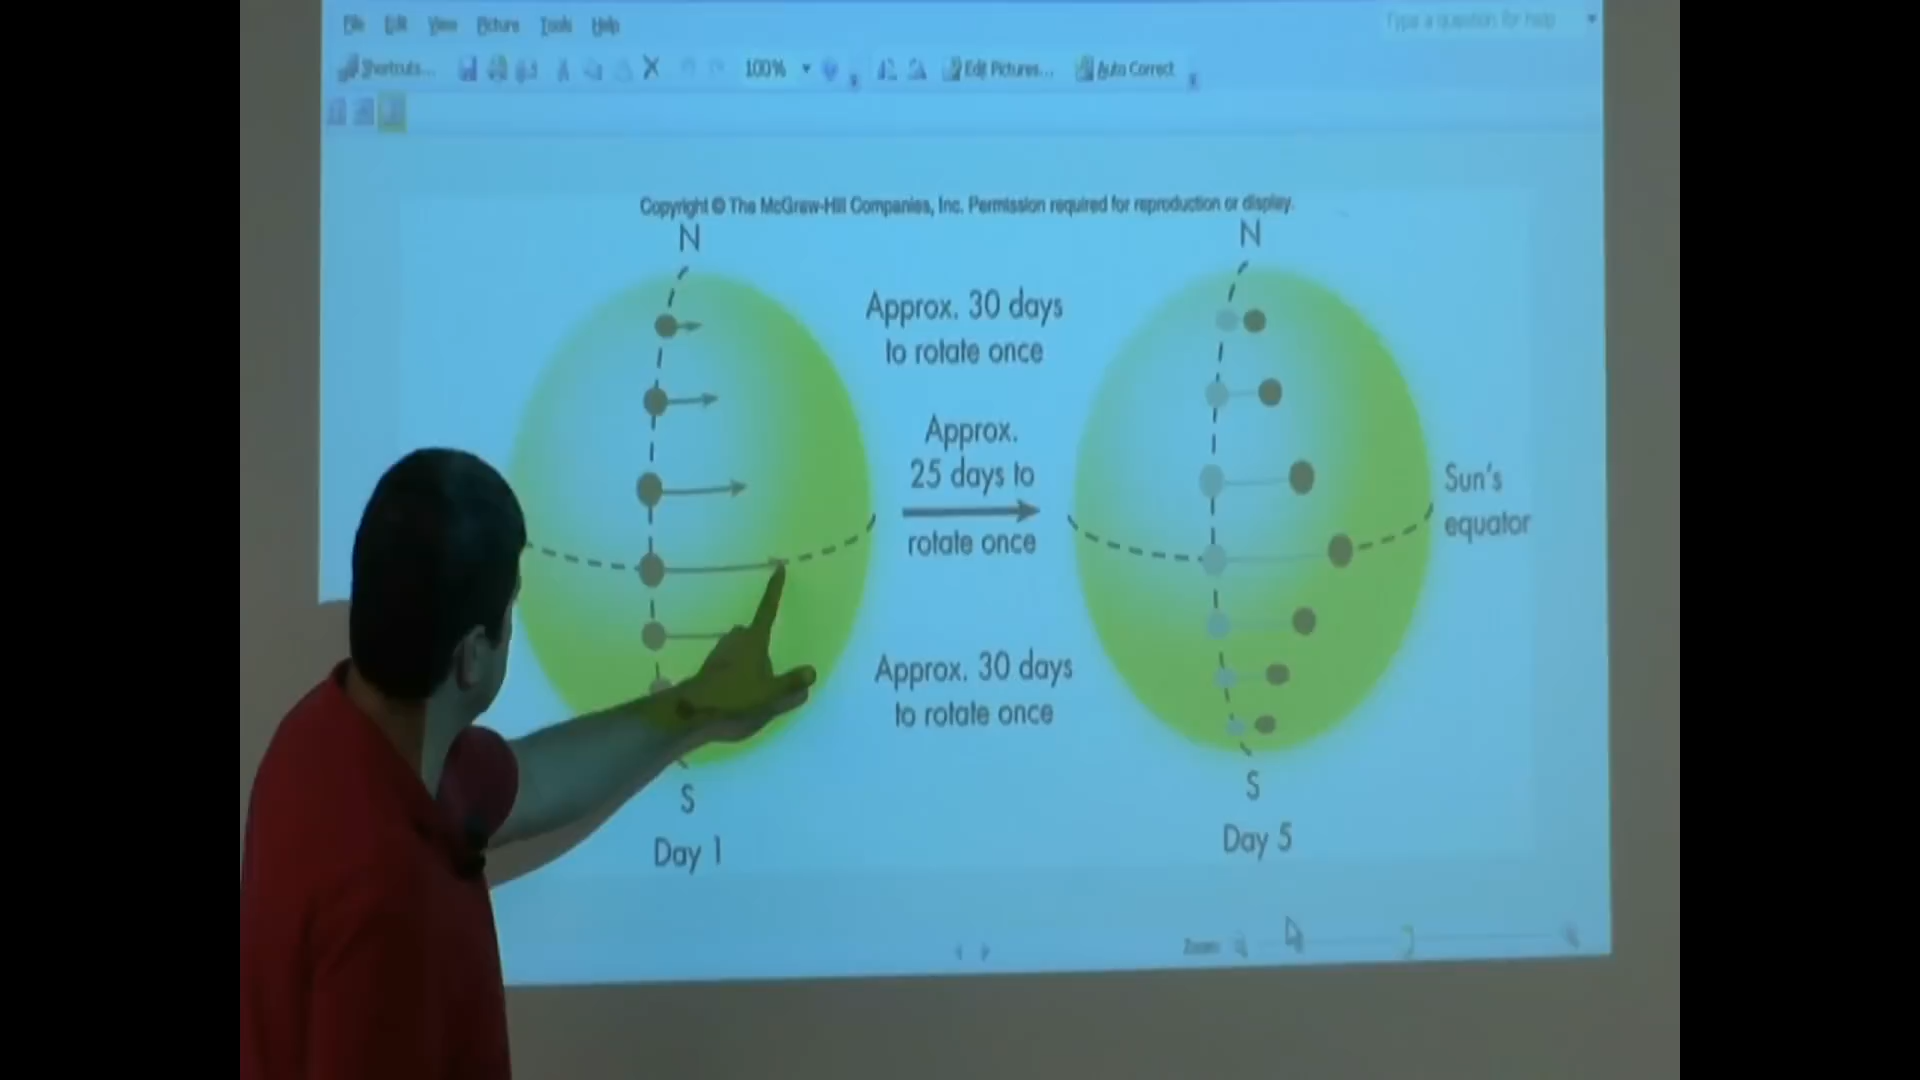 File Edit View Picture Tools Help
Type a question for help
Shortcuts... 100% Edit Pictures... Auto Correct
Copyright © The McGraw-Hill Companies, Inc. Permission required for reproduction or display.
N
N
Approx. 30 days
to rotate once
Approx.
25 days to
rotate once
Sun's
equator
Approx. 30 days
to rotate once
S
S
Day 1
Day 5
Zoom: